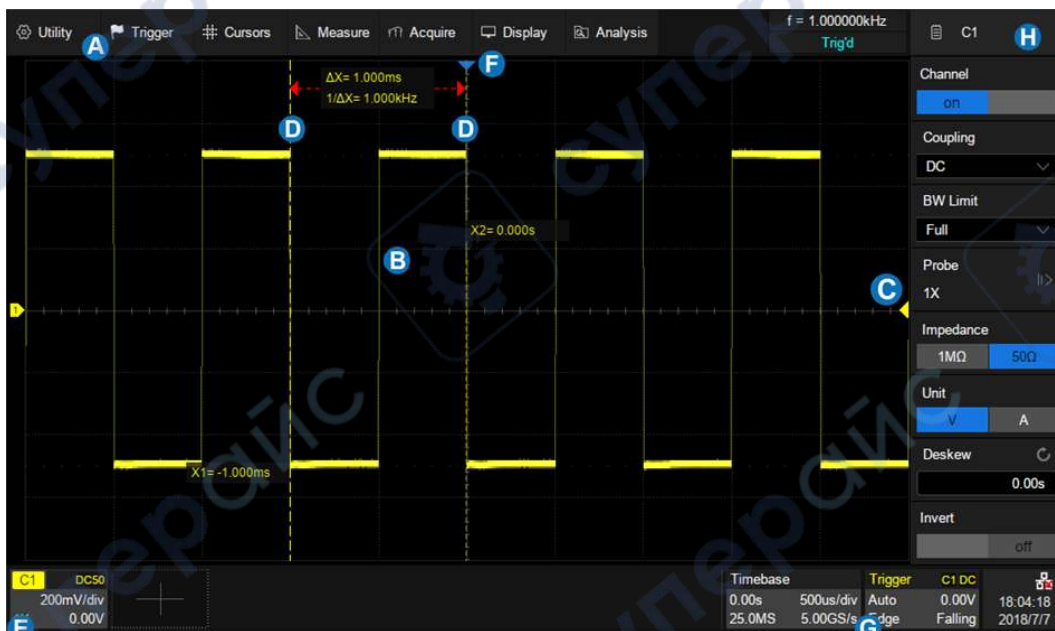 Utility
Trigger
Cursors
Measure
Acquire
Display
Analysis
f = 1.000000kHz
Trig'd
C1
A
H
F
ΔX= 1.000ms
1/ΔX= 1.000kHz
D
D
X2= 0.000s
B
C
1
X1= -1.000ms
Channel
on
Coupling
DC
BW Limit
Full
Probe
1X
Impedance
1MΩ 50Ω
Unit
V A
Deskew
0.00s
Invert
off
C1 DC50
200mV/div
0.00V
E
Timebase
0.00s 500us/div
25.0MS 5.00GS/s
G
Trigger C1 DC
Auto 0.00V
Edge Falling
18:04:18
2018/7/7
суперайс
суперайс